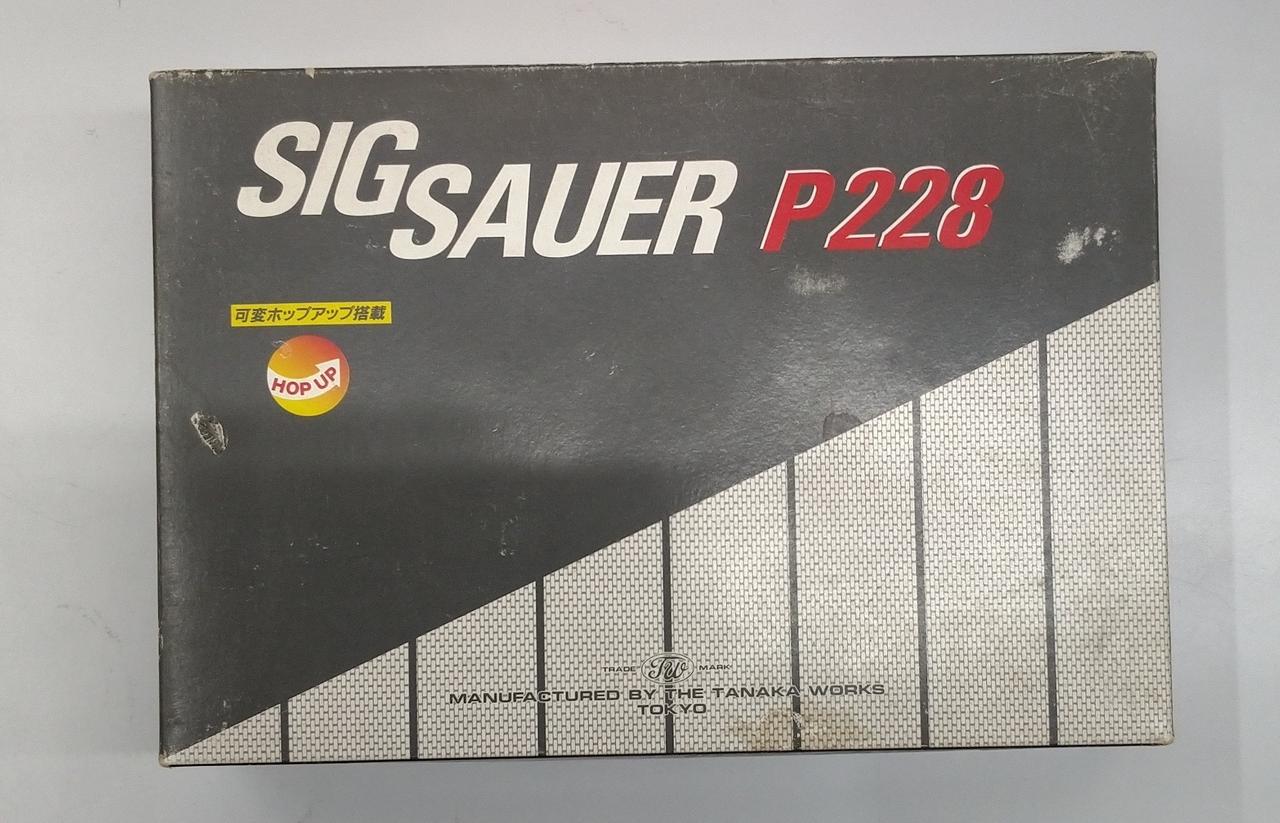 SIG SAUER P228
可変ホップアップ搭載
HOP UP
TRADE TW MARK
MANUFACTURED BY THE TANAKA WORKS
TOKYO